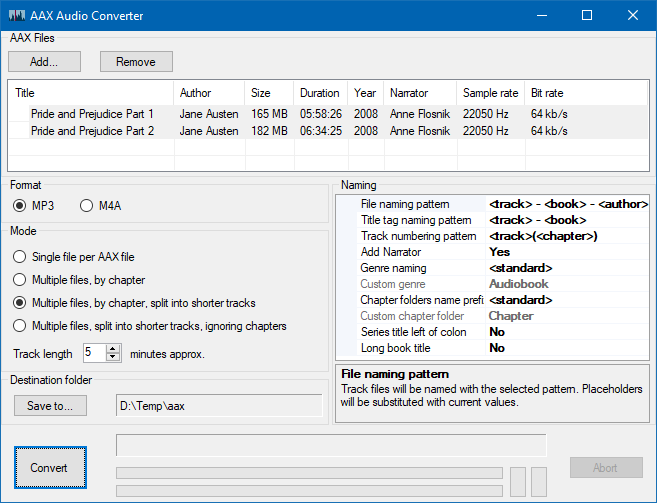 AAX Audio Converter
AAX Files
Add...
Remove
Title Author Size Duration Year Narrator Sample rate Bit rate
Pride and Prejudice Part 1 Jane Austen 165 MB 05:58:26 2008 Anne Flosnik 22050 Hz 64 kb/s
Pride and Prejudice Part 2 Jane Austen 182 MB 06:34:25 2008 Anne Flosnik 22050 Hz 64 kb/s
Format
MP3
M4A
Mode
Single file per AAX file
Multiple files, by chapter
Multiple files, by chapter, split into shorter tracks
Multiple files, split into shorter tracks, ignoring chapters
Track length 5 minutes approx.
Destination folder
Save to...
D:\Temp\aax
Naming
File naming pattern <track> - <book> - <author>
Title tag naming pattern <track> - <book>
Track numbering pattern <track>(<chapter>)
Add Narrator Yes
Genre naming <standard>
Custom genre Audiobook
Chapter folders name prefi <standard>
Custom chapter folder Chapter
Series title left of colon No
Long book title No
File naming pattern
Track files will be named with the selected pattern. Placeholders
will be substituted with current values.
Convert
Abort